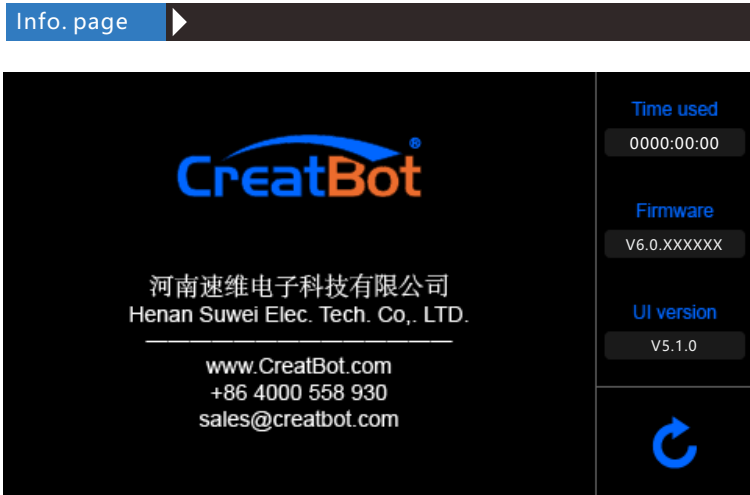 Info. page
CreatBot®
河南速维电子科技有限公司
Henan Suwei Elec. Tech. Co,. LTD.
www.CreatBot.com
+86 4000 558 930
sales@creatbot.com
Time used
0000:00:00
Firmware
V6.0.XXXXXX
UI version
V5.1.0